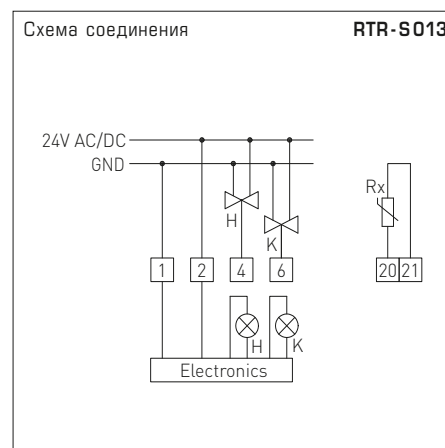 Схема соединения RTR-S013
24V AC/DC
GND
Rx
H
K
1 2 4 6 20 21
H K
Electronics